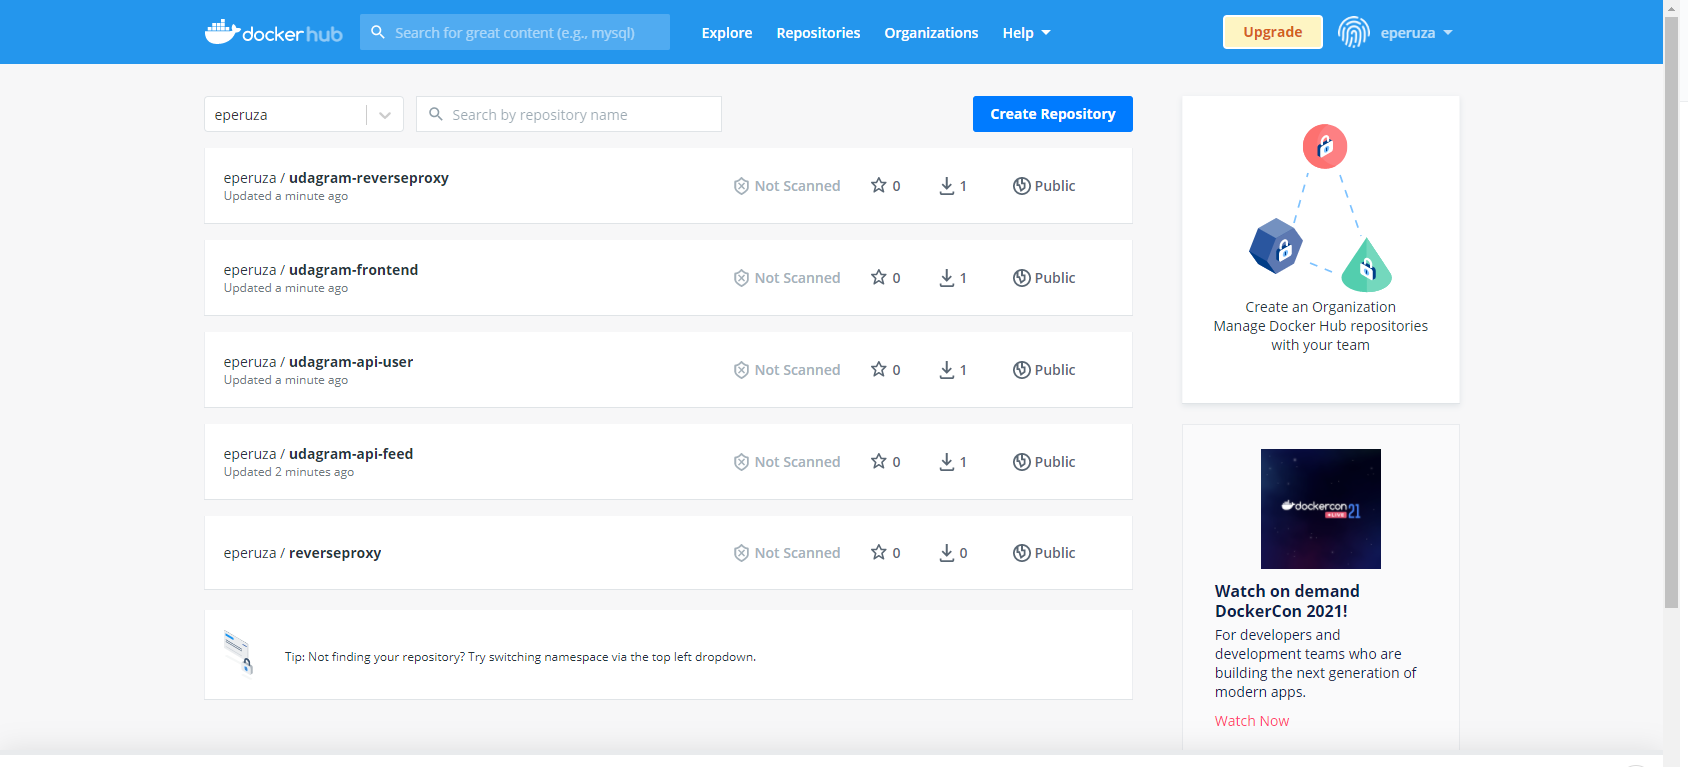 docker hub
Search for great content (e.g., mysql)
Explore
Repositories
Organizations
Help
Upgrade
eperuza
eperuza
Search by repository name
Create Repository
eperuza / udagram-reverseproxy
Updated a minute ago
Not Scanned
0
1
Public
eperuza / udagram-frontend
Updated a minute ago
Not Scanned
0
1
Public
eperuza / udagram-api-user
Updated a minute ago
Not Scanned
0
1
Public
eperuza / udagram-api-feed
Updated 2 minutes ago
Not Scanned
0
1
Public
eperuza / reverseproxy
Not Scanned
0
0
Public
Tip: Not finding your repository? Try switching namespace via the top left dropdown.
Create an Organization
Manage Docker Hub repositories
with your team
dockercon
LIVE 21
Watch on demand
DockerCon 2021!
For developers and
development teams who are
building the next generation of
modern apps.
Watch Now